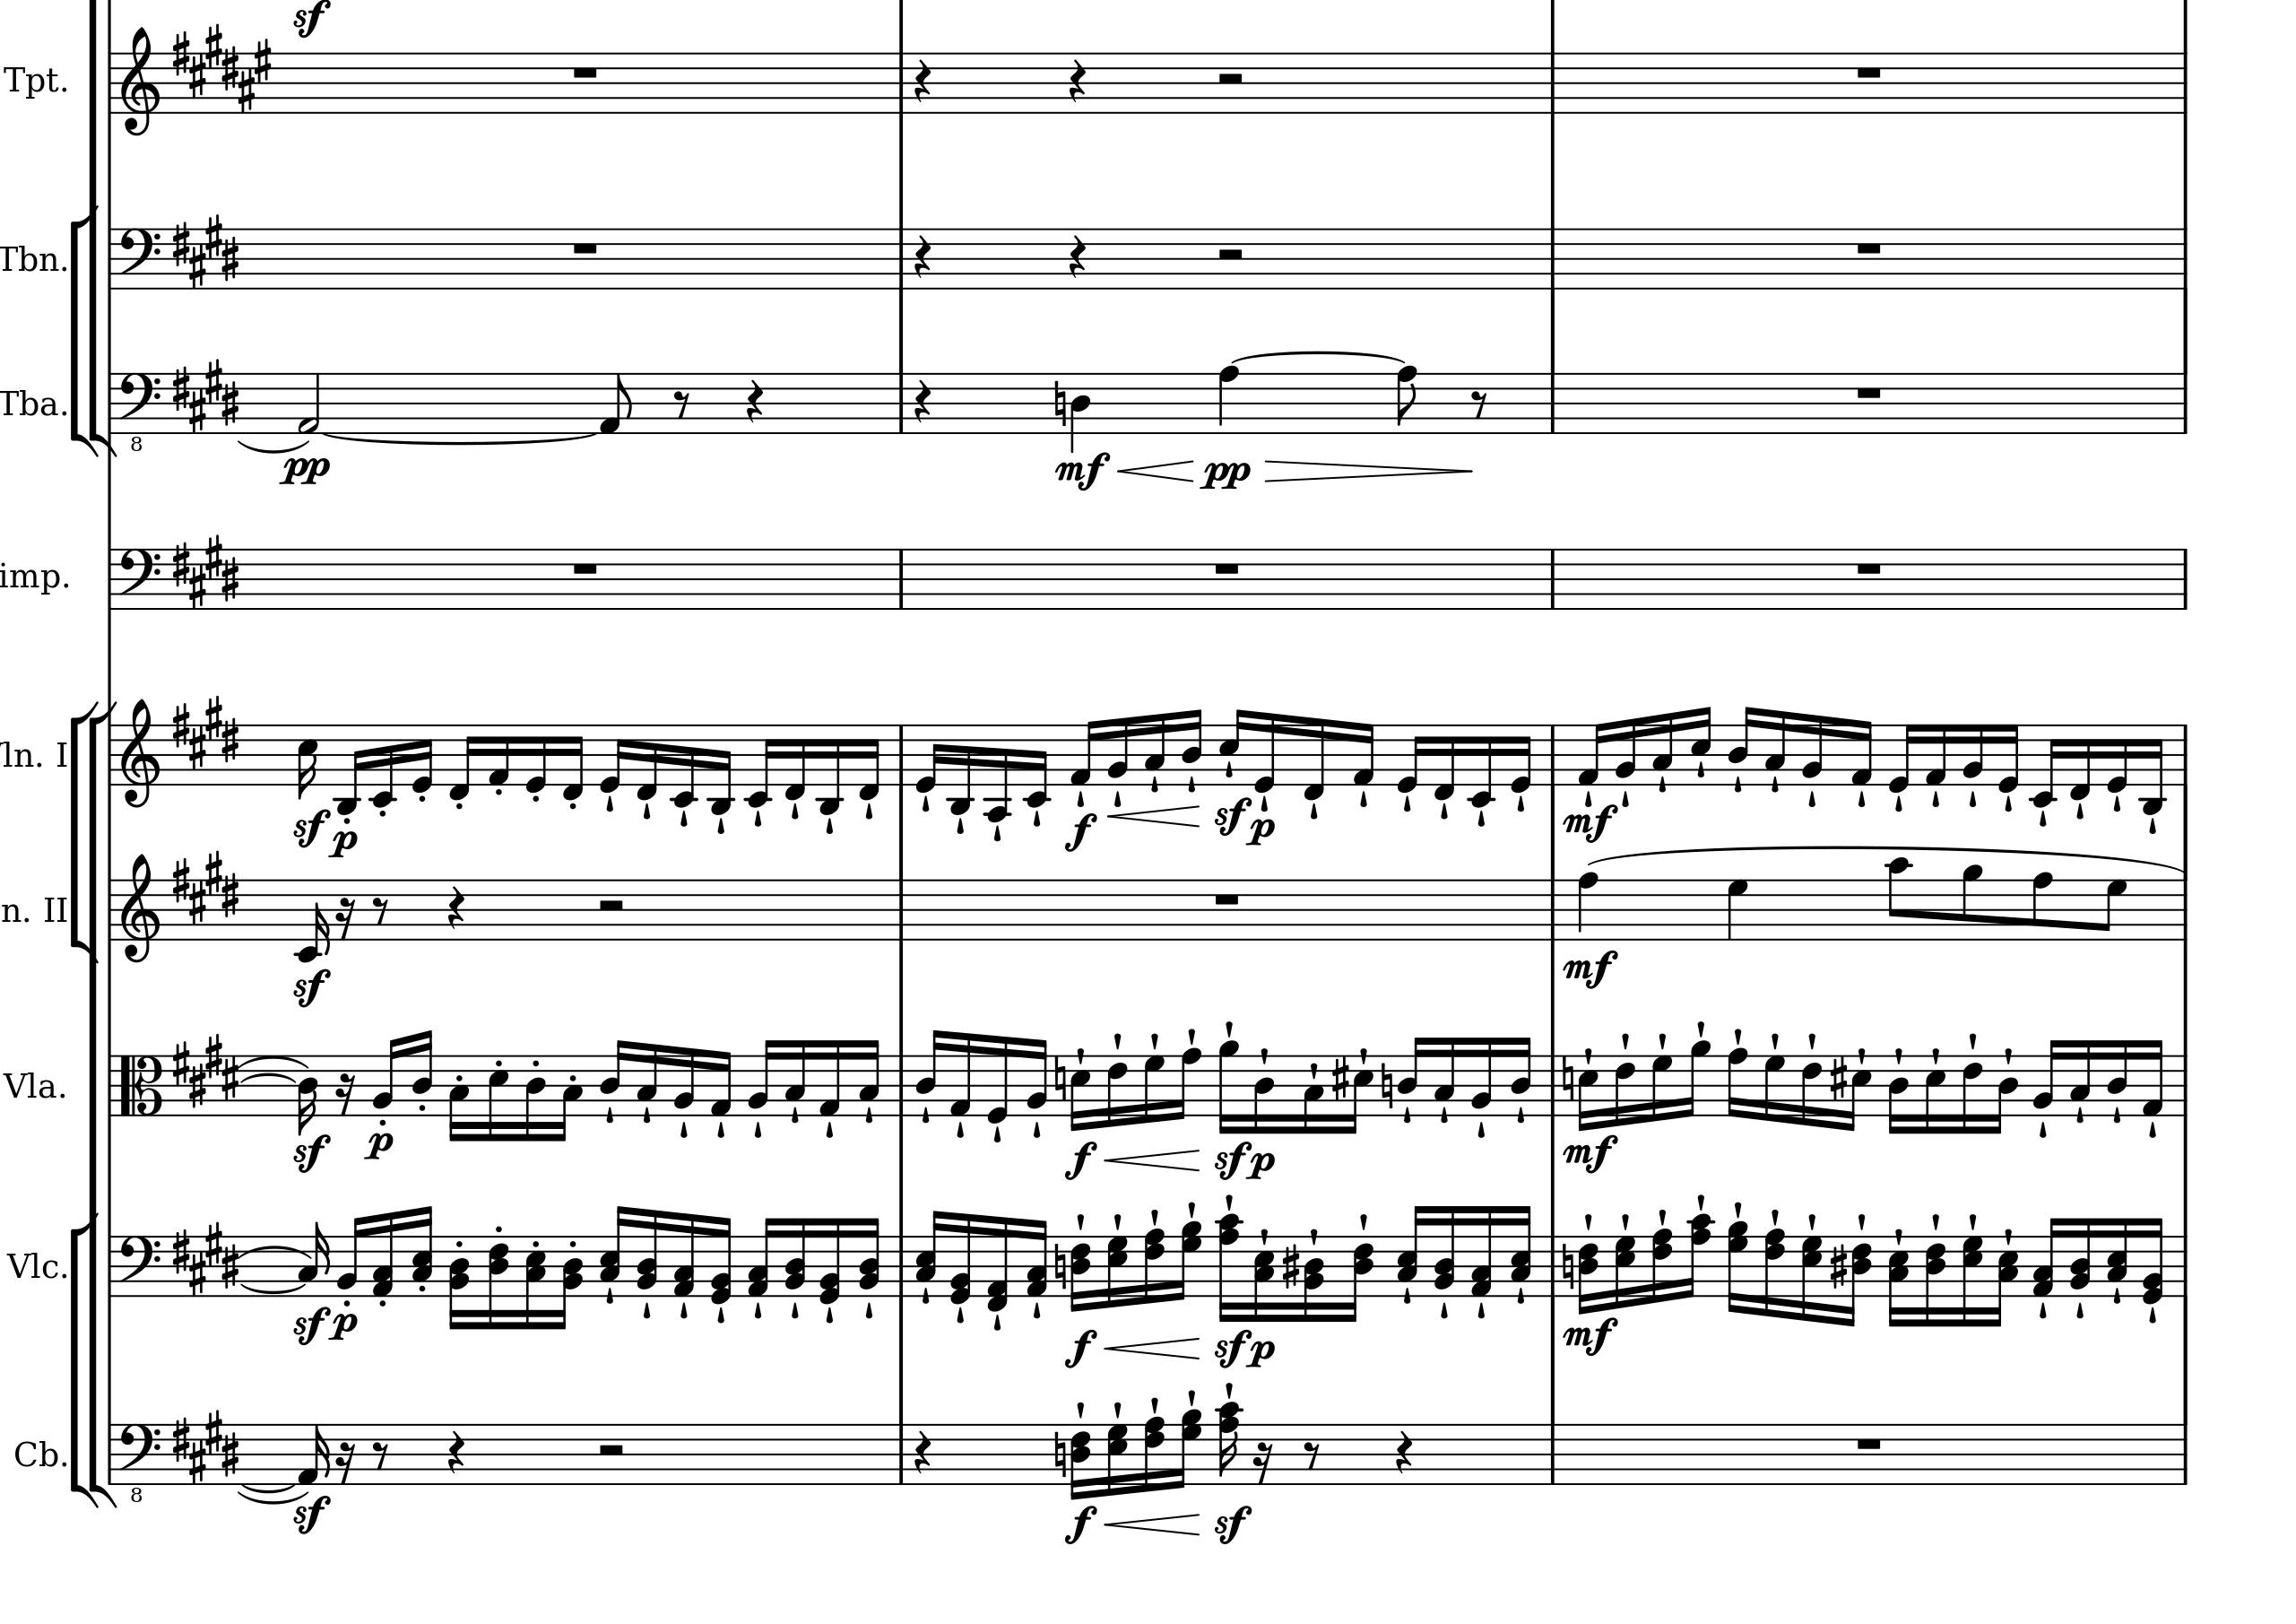 sf
Tpt.
Tbn.
Tba.
8
pp mf pp
imp.
ln. I
sf p f sf p mf
n. II
sf mf
Vla.
sf p f sf p mf
Vlc.
sf p f sf p mf
Cb.
8
sf f sf